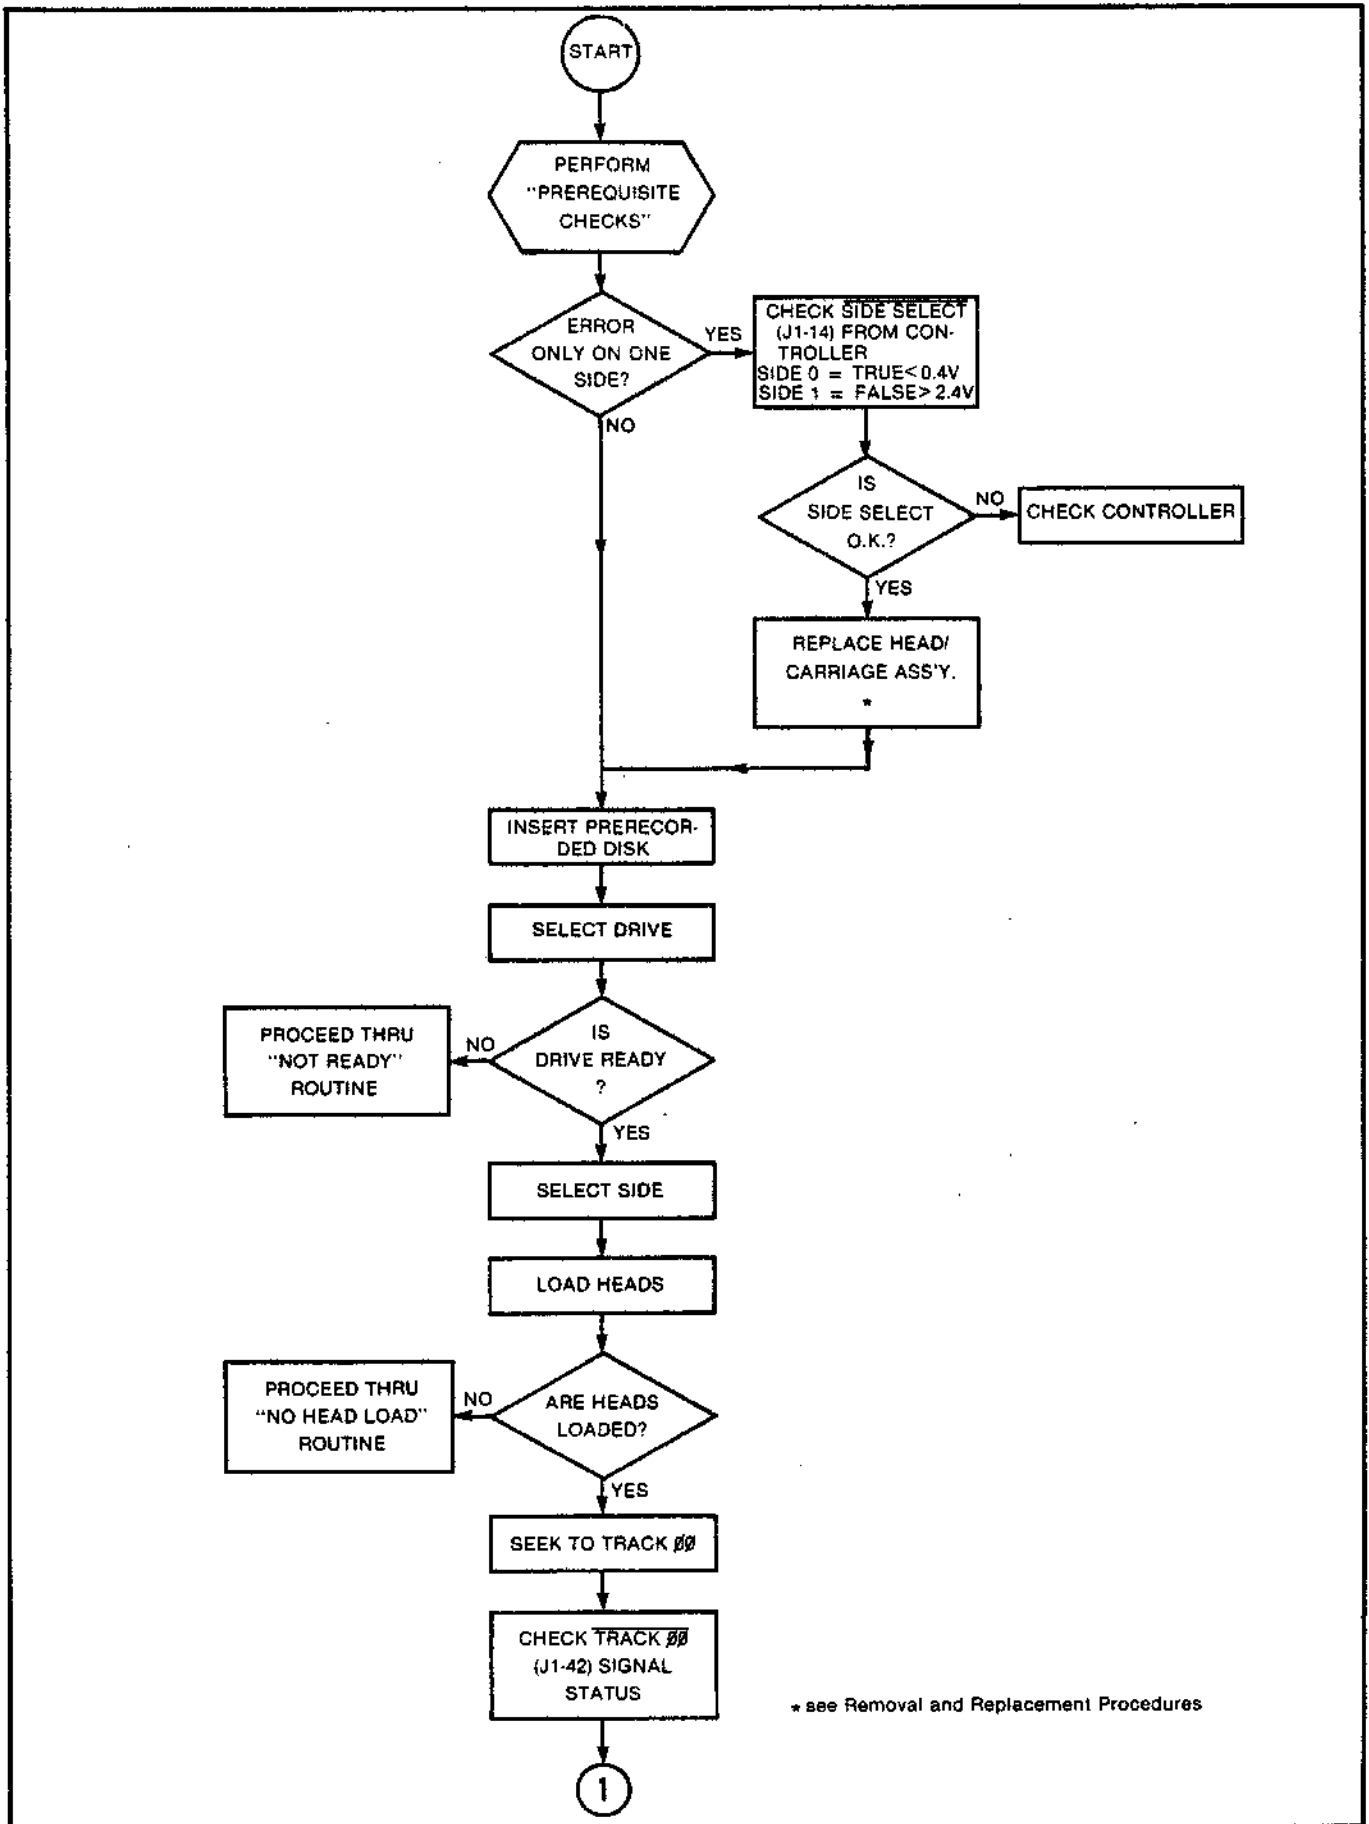 START
PERFORM
"PREREQUISITE
CHECKS"
ERROR
ONLY ON ONE
SIDE?
YES
NO
CHECK S̅I̅D̅E̅ ̅S̅E̅L̅E̅C̅T̅
(J1-14) FROM CON-
TROLLER
SIDE 0 = TRUE<0.4V
SIDE 1 = FALSE>2.4V
IS
SIDE SELECT
O.K.?
NO
CHECK CONTROLLER
YES
REPLACE HEAD/
CARRIAGE ASS'Y.
*
INSERT PRERECOR-
DED DISK
SELECT DRIVE
IS
DRIVE READY
?
NO
PROCEED THRU
"NOT READY"
ROUTINE
YES
SELECT SIDE
LOAD HEADS
ARE HEADS
LOADED?
NO
PROCEED THRU
"NO HEAD LOAD"
ROUTINE
YES
SEEK TO TRACK ØØ
CHECK T̅R̅A̅C̅K̅ ̅Ø̅Ø̅
(J1-42) SIGNAL
STATUS
* see Removal and Replacement Procedures
1